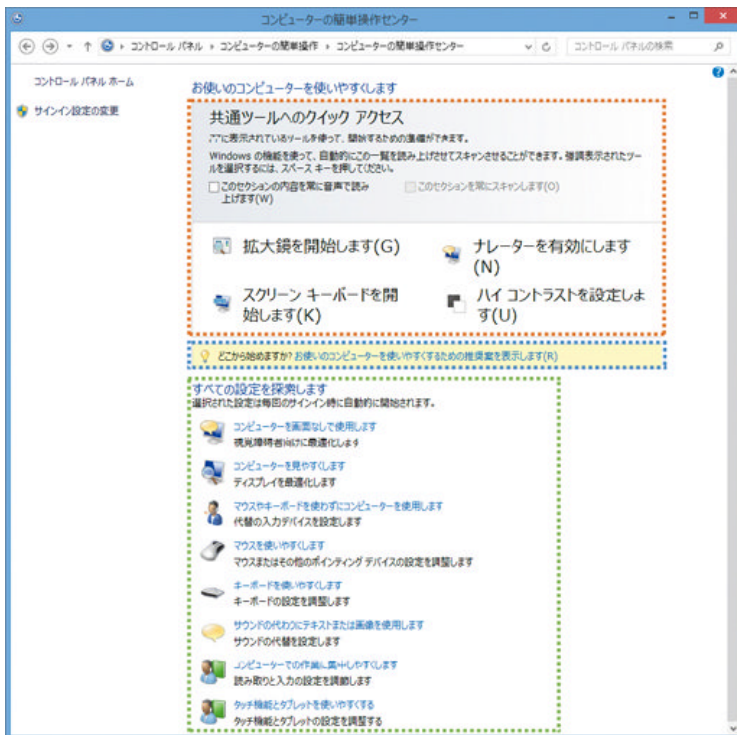 コンピューターの簡単操作センター
コントロール パネル ▸ コンピューターの簡単操作 ▸ コンピューターの簡単操作センター
コントロール パネルの検索
コントロール パネル ホーム
サインイン設定の変更
お使いのコンピューターを使いやすくします
共通ツールへのクイック アクセス
ここに表示されているツールを使って、開始するための準備ができます。
Windows の機能を使って、自動的にこの一覧を読み上げさせてスキャンさせることができます。強調表示されたツー
ルを選択するには、スペース キーを押してください。
このセクションの内容を常に音声で読み
上げます(W)
このセクションを常にスキャンします(O)
拡大鏡を開始します(G)
ナレーターを有効にします
(N)
スクリーン キーボードを開
始します(K)
ハイ コントラストを設定しま
す(U)
どこから始めますか? お使いのコンピューターを使いやすくするための推奨案を表示します(R)
すべての設定を探索します
選択された設定は毎回のサインイン時に自動的に開始されます。
コンピューターを画面なしで使用します
視覚障碍者向けに最適化します
コンピューターを見やすくします
ディスプレイを最適化します
マウスやキーボードを使わずにコンピューターを使用します
代替の入力デバイスを設定します
マウスを使いやすくします
マウスまたはその他のポインティング デバイスの設定を調整します
キーボードを使いやすくします
キーボードの設定を調整します
サウンドの代わりにテキストまたは画像を使用します
サウンドの代替を設定します
コンピューターでの作業に集中しやすくします
読み取りと入力の設定を調節します
タッチ機能とタブレットを使いやすくする
タッチ機能とタブレットの設定を調整する